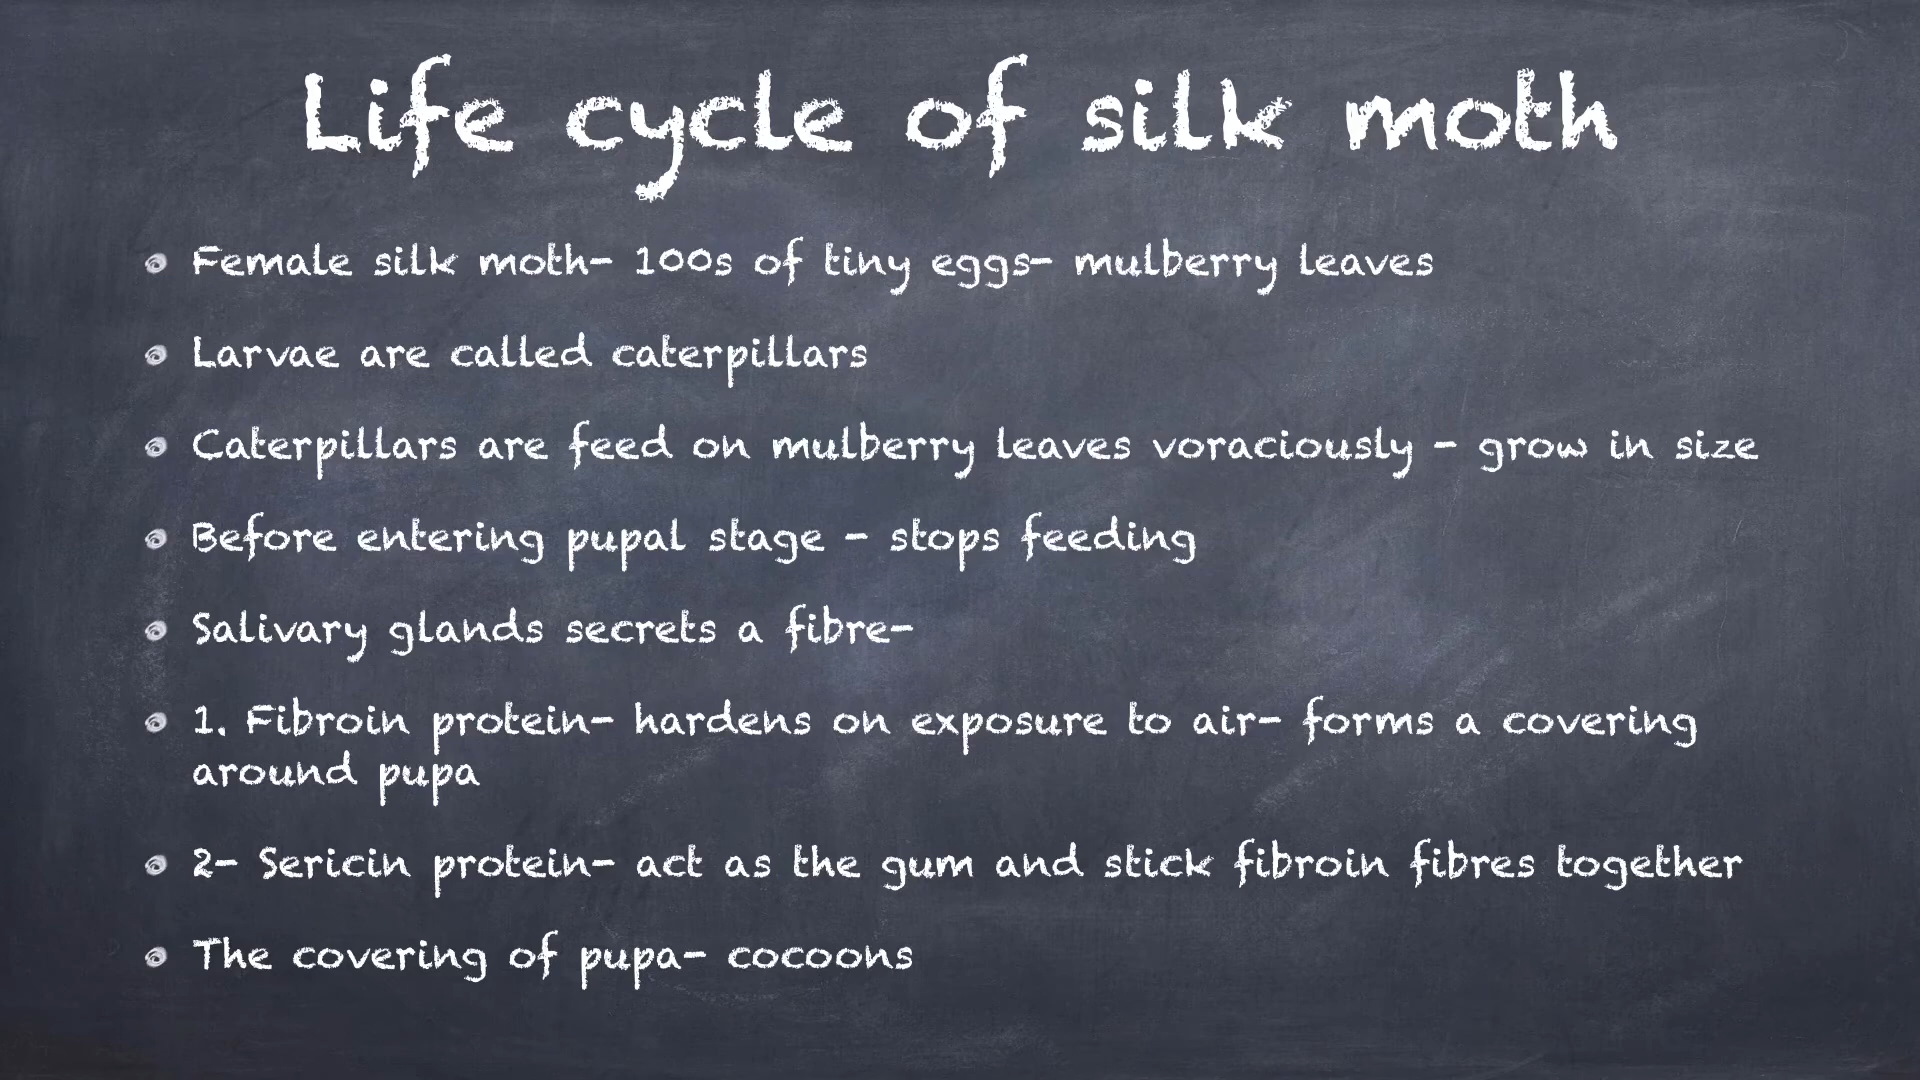 Life cycle of silk moth
Female silk moth- 100s of tiny eggs- mulberry leaves
Larvae are called caterpillars
Caterpillars are feed on mulberry leaves voraciously - grow in size
Before entering pupal stage - stops feeding
Salivary glands secrets a fibre-
1. Fibroin protein- hardens on exposure to air- forms a covering
around pupa
2- Sericin protein- act as the gum and stick fibroin fibres together
The covering of pupa- cocoons